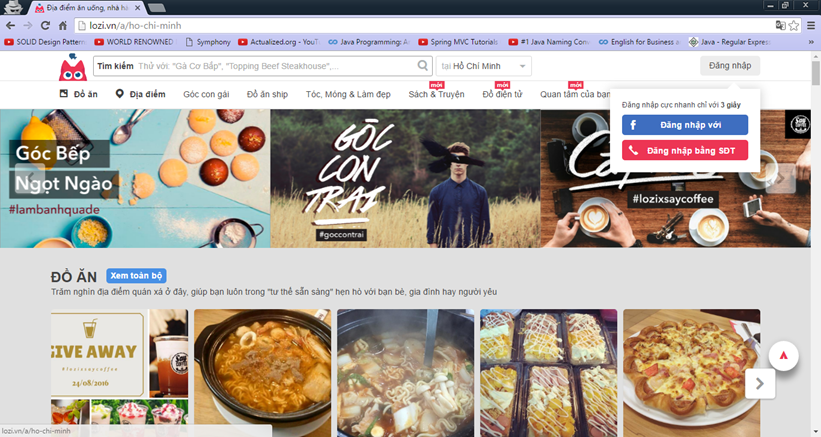 Địa điểm ăn uống, nhà hà
lozi.vn/a/ho-chi-minh
SOLID Design Pattern
WORLD RENOWNED
Symphony
Actualized.org - YouT
Java Programming: A
Spring MVC Tutorials
#1 Java Naming Conv
English for Business a
Java - Regular Expres
Tìm kiếm Thử với: "Gà Cơ Bắp", "Topping Beef Steakhouse",...
tại Hồ Chí Minh
Đăng nhập
Đồ ăn
Địa điểm
Góc con gái
Đồ ăn ship
Tóc, Móng & Làm đẹp
mới
Sách & Truyện
mới
Đồ điện tử
mới
Quan tâm của bạn
Đăng nhập cực nhanh chỉ với 3 giây
Đăng nhập với
Đăng nhập bằng SĐT
Góc Bếp
Ngọt Ngào
#lambanhquade
GÓC
CON
TRAI
#goccontrai
#lozixsaycoffee
ĐỒ ĂN
Xem toàn bộ
Trăm nghìn địa điểm quán xá ở đây, giúp bạn luôn trong "tư thế sẵn sàng" hẹn hò với bạn bè, gia đình hay người yêu
GIVE AWAY
#lozixsaycoffee
24/08/2016
lozi.vn/a/ho-chi-minh